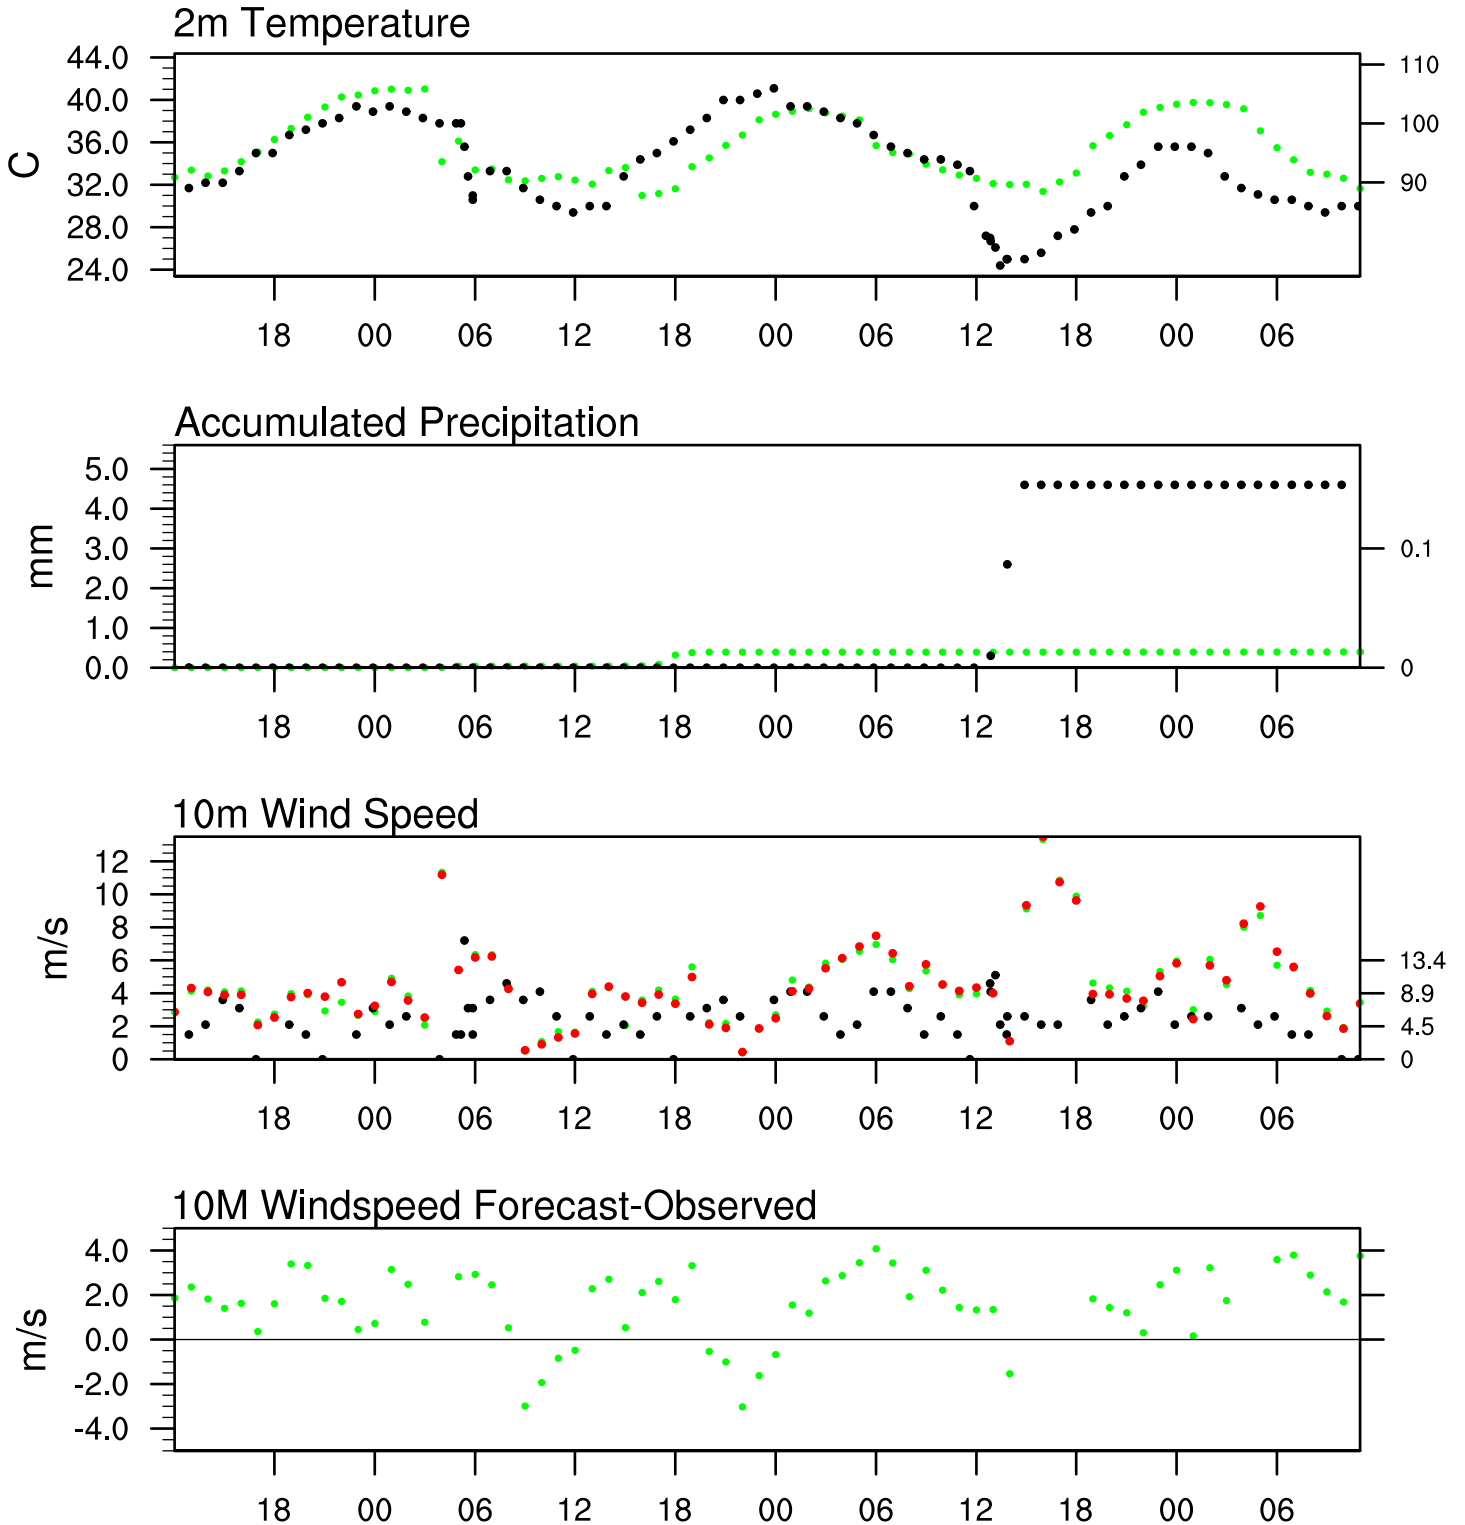 2m Temperature
44.0
40.0
36.0
32.0
28.0
24.0
C
110
100
90
18 00 06 12 18 00 06 12 18 00 06
Accumulated Precipitation
5.0
4.0
3.0
2.0
1.0
0.0
mm
0.1
0
18 00 06 12 18 00 06 12 18 00 06
10m Wind Speed
12
10
8
6
4
2
0
m/s
13.4
8.9
4.5
0
18 00 06 12 18 00 06 12 18 00 06
10M Windspeed Forecast-Observed
4.0
2.0
0.0
-2.0
-4.0
m/s
18 00 06 12 18 00 06 12 18 00 06